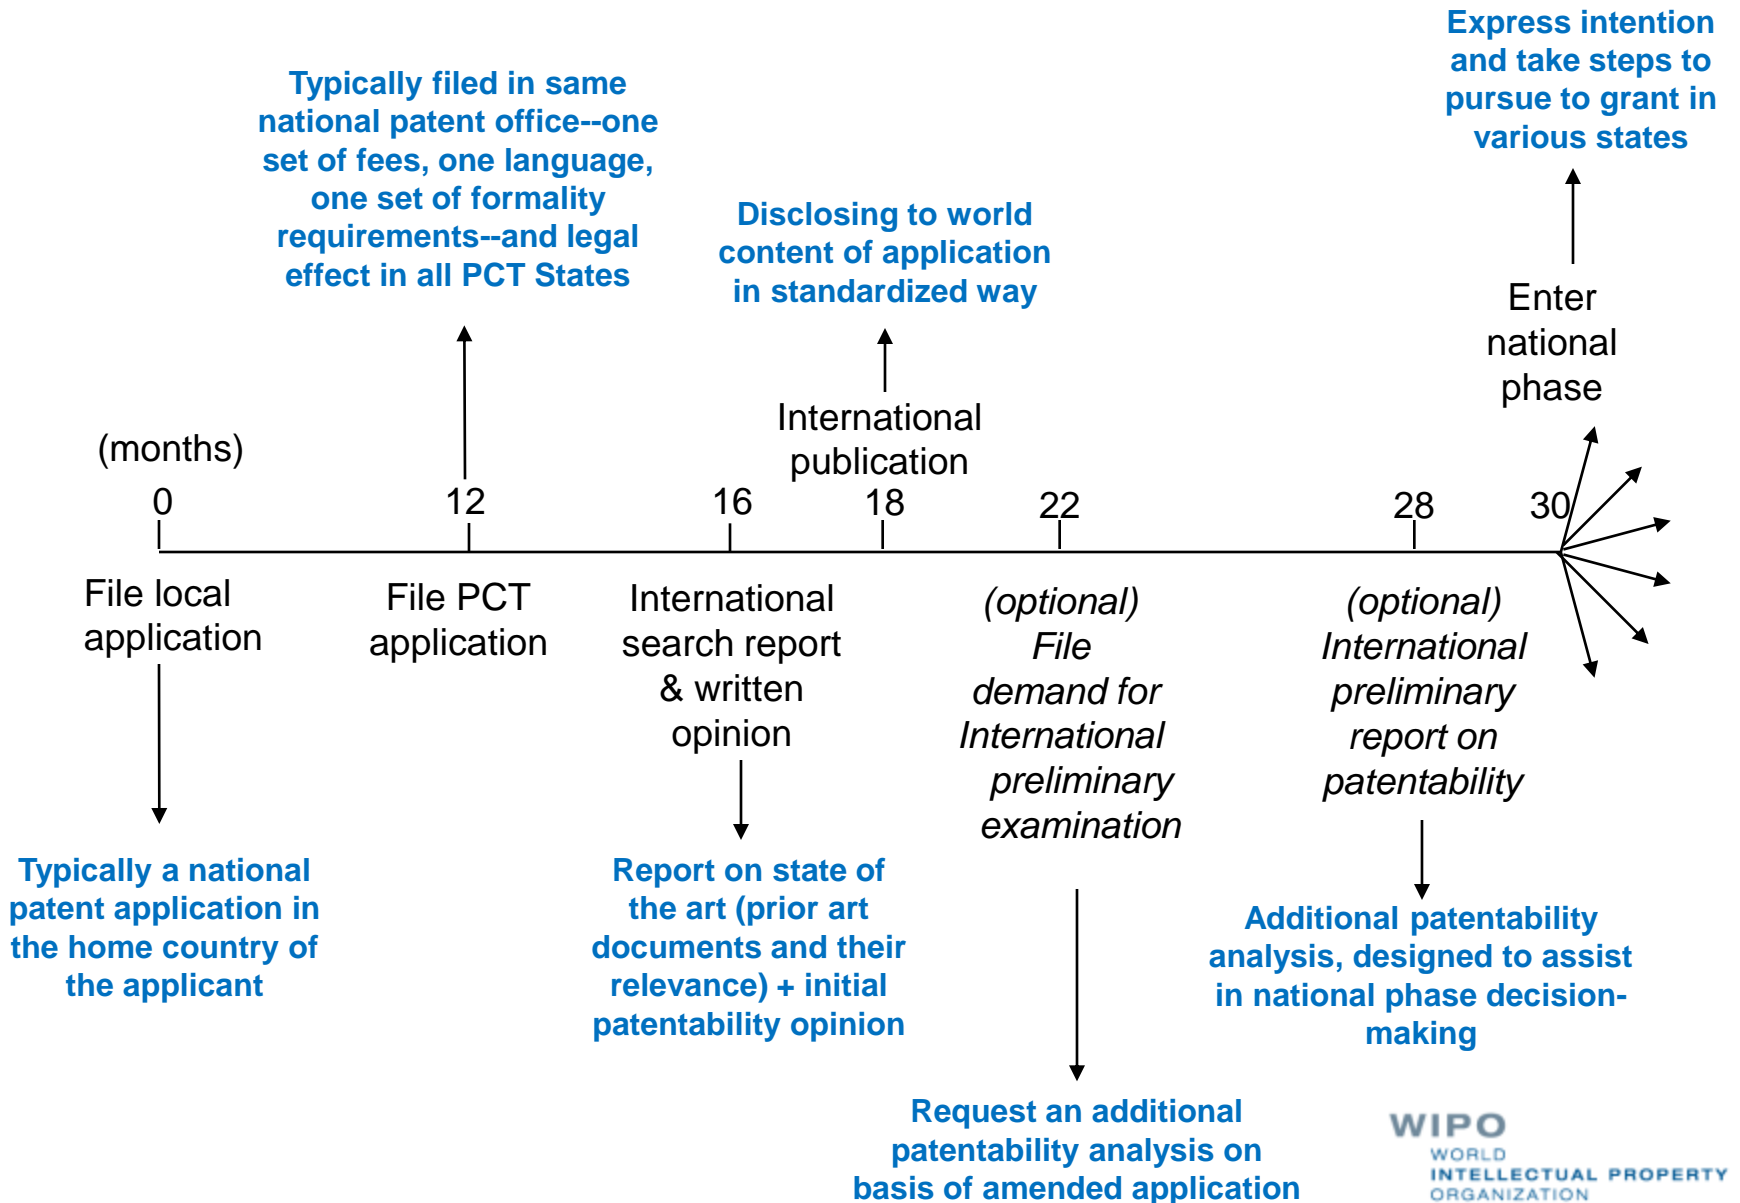 Express intention
and take steps to
pursue to grant in
various states
Typically filed in same
national patent office--one
set of fees, one language,
one set of formality
requirements--and legal
effect in all PCT States
Disclosing to world
content of application
in standardized way
Enter
national
phase
International
publication
(months)
0 12 16 18 22 28 30
File local
application
File PCT
application
International
search report
& written
opinion
(optional)
File
demand for
International
preliminary
examination
(optional)
International
preliminary
report on
patentability
Typically a national
patent application in
the home country of
the applicant
Report on state of
the art (prior art
documents and their
relevance) + initial
patentability opinion
Additional patentability
analysis, designed to assist
in national phase decision-
making
Request an additional
patentability analysis on
basis of amended application
WIPO
WORLD
INTELLECTUAL PROPERTY
ORGANIZATION